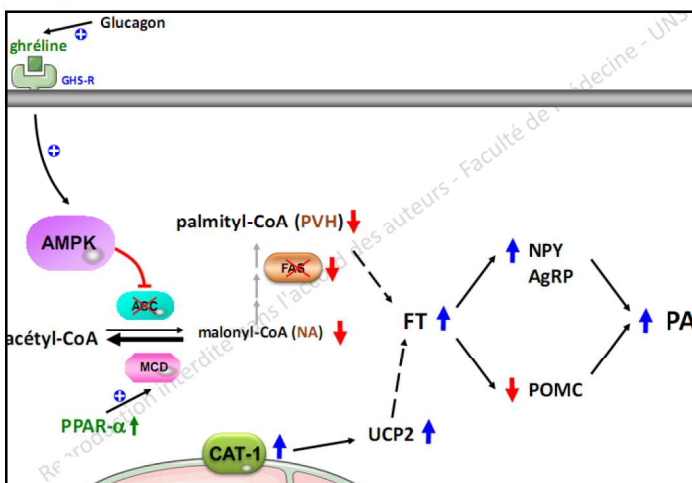 Glucagon
ghréline
GHS-R
AMPK
palmityl-CoA (PVH)
FAS
ACC
acétyl-CoA
malonyl-CoA (NA)
MCD
PPAR-α
CAT-1
UCP2
FT
NPY
AgRP
POMC
PA
Reproduction interdite sans l'accord des auteurs - Faculté de médecine - UNS